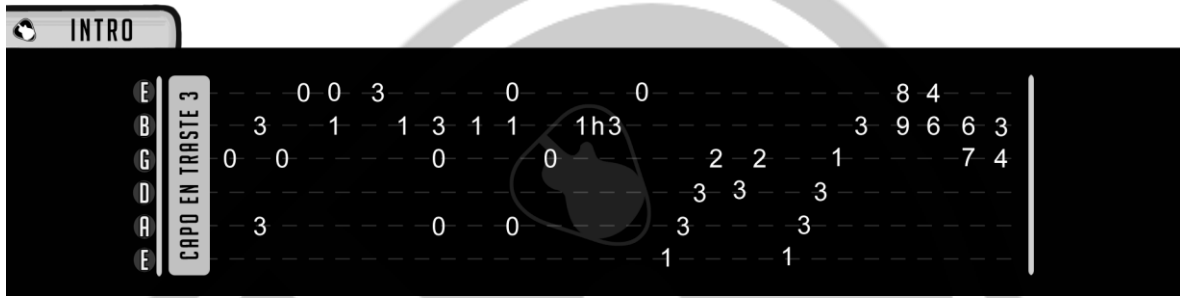 INTRO
CAPO EN TRASTE 3
E 0 0 3 0 0 8 4
B 3 1 1 3 1 1 1h3 3 9 6 6 3
G 0 0 0 0 2 2 1 7 4
D 3 3 3
A 3 0 0 3 3
E 1 1